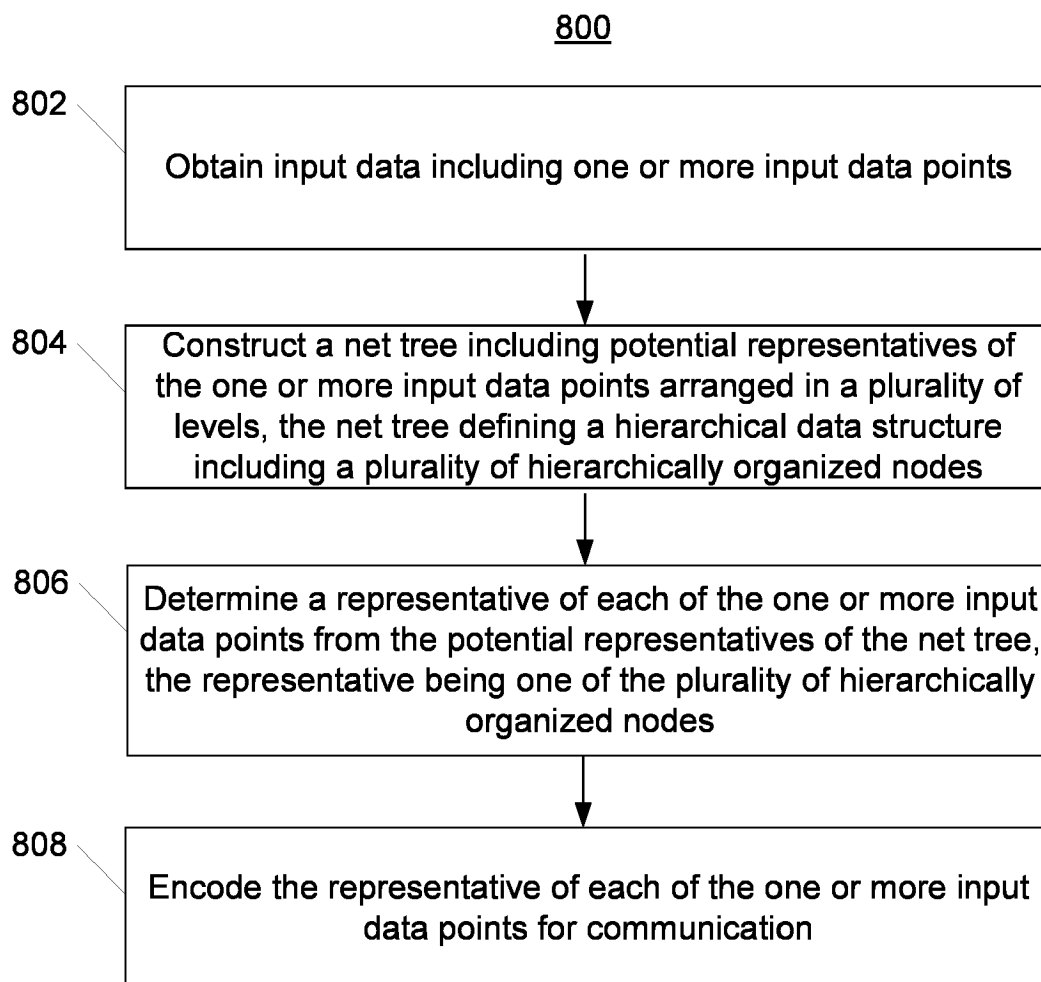 800
802
Obtain input data including one or more input data points
804
Construct a net tree including potential representatives of
the one or more input data points arranged in a plurality of
levels, the net tree defining a hierarchical data structure
including a plurality of hierarchically organized nodes
806
Determine a representative of each of the one or more input
data points from the potential representatives of the net tree,
the representative being one of the plurality of hierarchically
organized nodes
808
Encode the representative of each of the one or more input
data points for communication